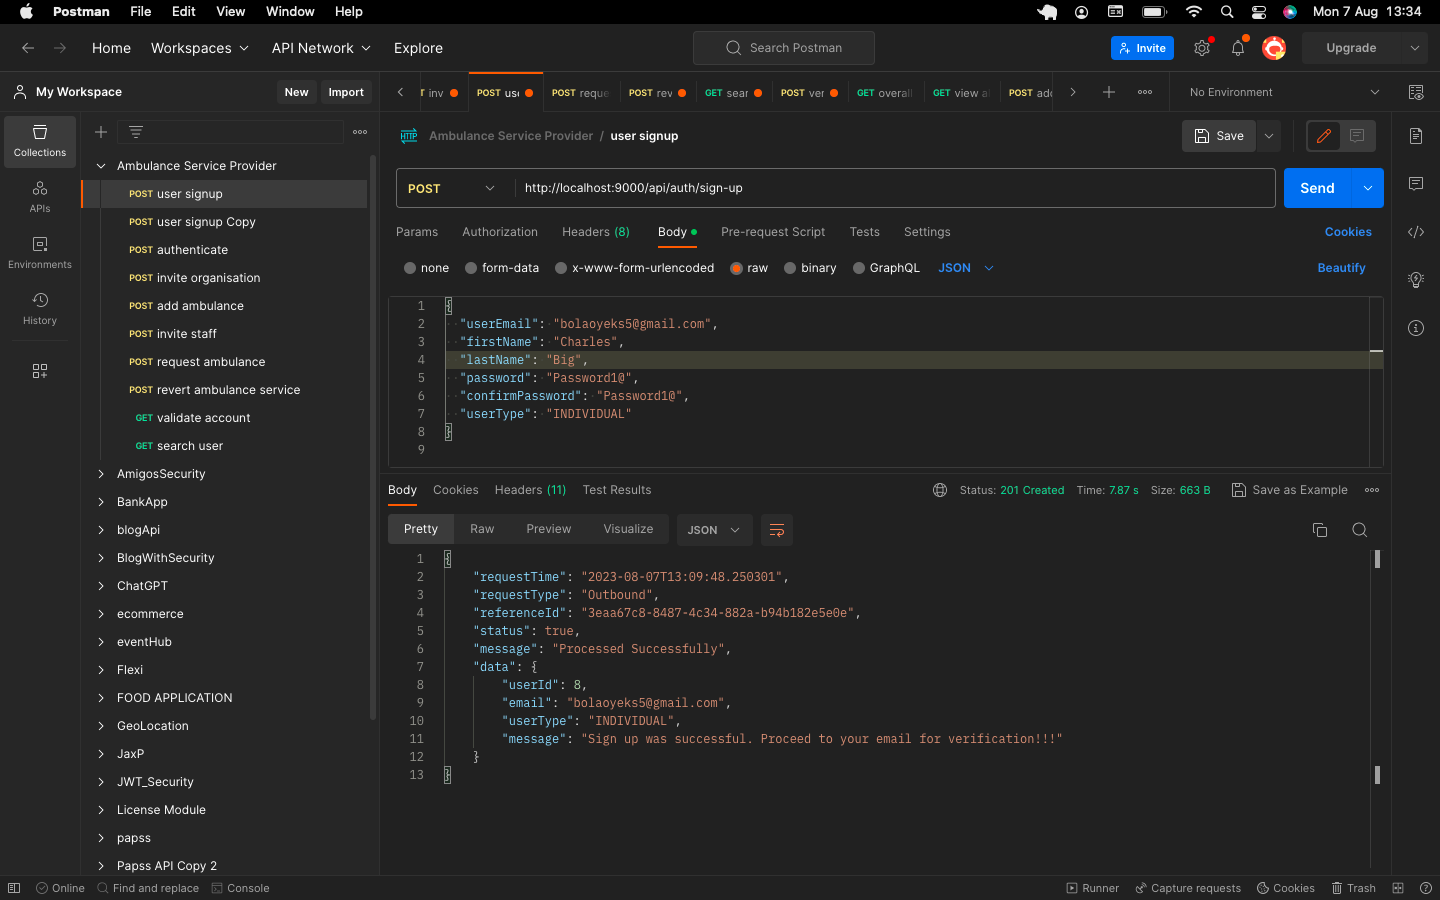 Postman File Edit View Window Help Mon 7 Aug 13:34
Home Workspaces API Network Explore Search Postman Invite Upgrade
My Workspace New Import
inv POST use POST reque POST rev GET sear POST ver GET overall GET view a POST add No Environment
Collections
APIs
Environments
History
Ambulance Service Provider
POST user signup
POST user signup Copy
POST authenticate
POST invite organisation
POST add ambulance
POST invite staff
POST request ambulance
POST revert ambulance service
GET validate account
GET search user
AmigosSecurity
BankApp
blogApi
BlogWithSecurity
ChatGPT
ecommerce
eventHub
Flexi
FOOD APPLICATION
GeoLocation
JaxP
JWT_Security
License Module
papss
Papss API Copy 2
HTTP Ambulance Service Provider / user signup Save
POST http://localhost:9000/api/auth/sign-up Send
Params Authorization Headers (8) Body Pre-request Script Tests Settings Cookies
none form-data x-www-form-urlencoded raw binary GraphQL JSON Beautify
1 {
2 "userEmail": "bolaoyeks5@gmail.com",
3 "firstName": "Charles",
4 "lastName": "Big",
5 "password": "Password1@",
6 "confirmPassword": "Password1@",
7 "userType": "INDIVIDUAL"
8 }
9
Body Cookies Headers (11) Test Results Status: 201 Created Time: 7.87 s Size: 663 B Save as Example
Pretty Raw Preview Visualize JSON
1 {
2 "requestTime": "2023-08-07T13:09:48.250301",
3 "requestType": "Outbound",
4 "referenceId": "3eaa67c8-8487-4c34-882a-b94b182e5e0e",
5 "status": true,
6 "message": "Processed Successfully",
7 "data": {
8 "userId": 8,
9 "email": "bolaoyeks5@gmail.com",
10 "userType": "INDIVIDUAL",
11 "message": "Sign up was successful. Proceed to your email for verification!!!"
12 }
13 }
Online Find and replace Console Runner Capture requests Cookies Trash